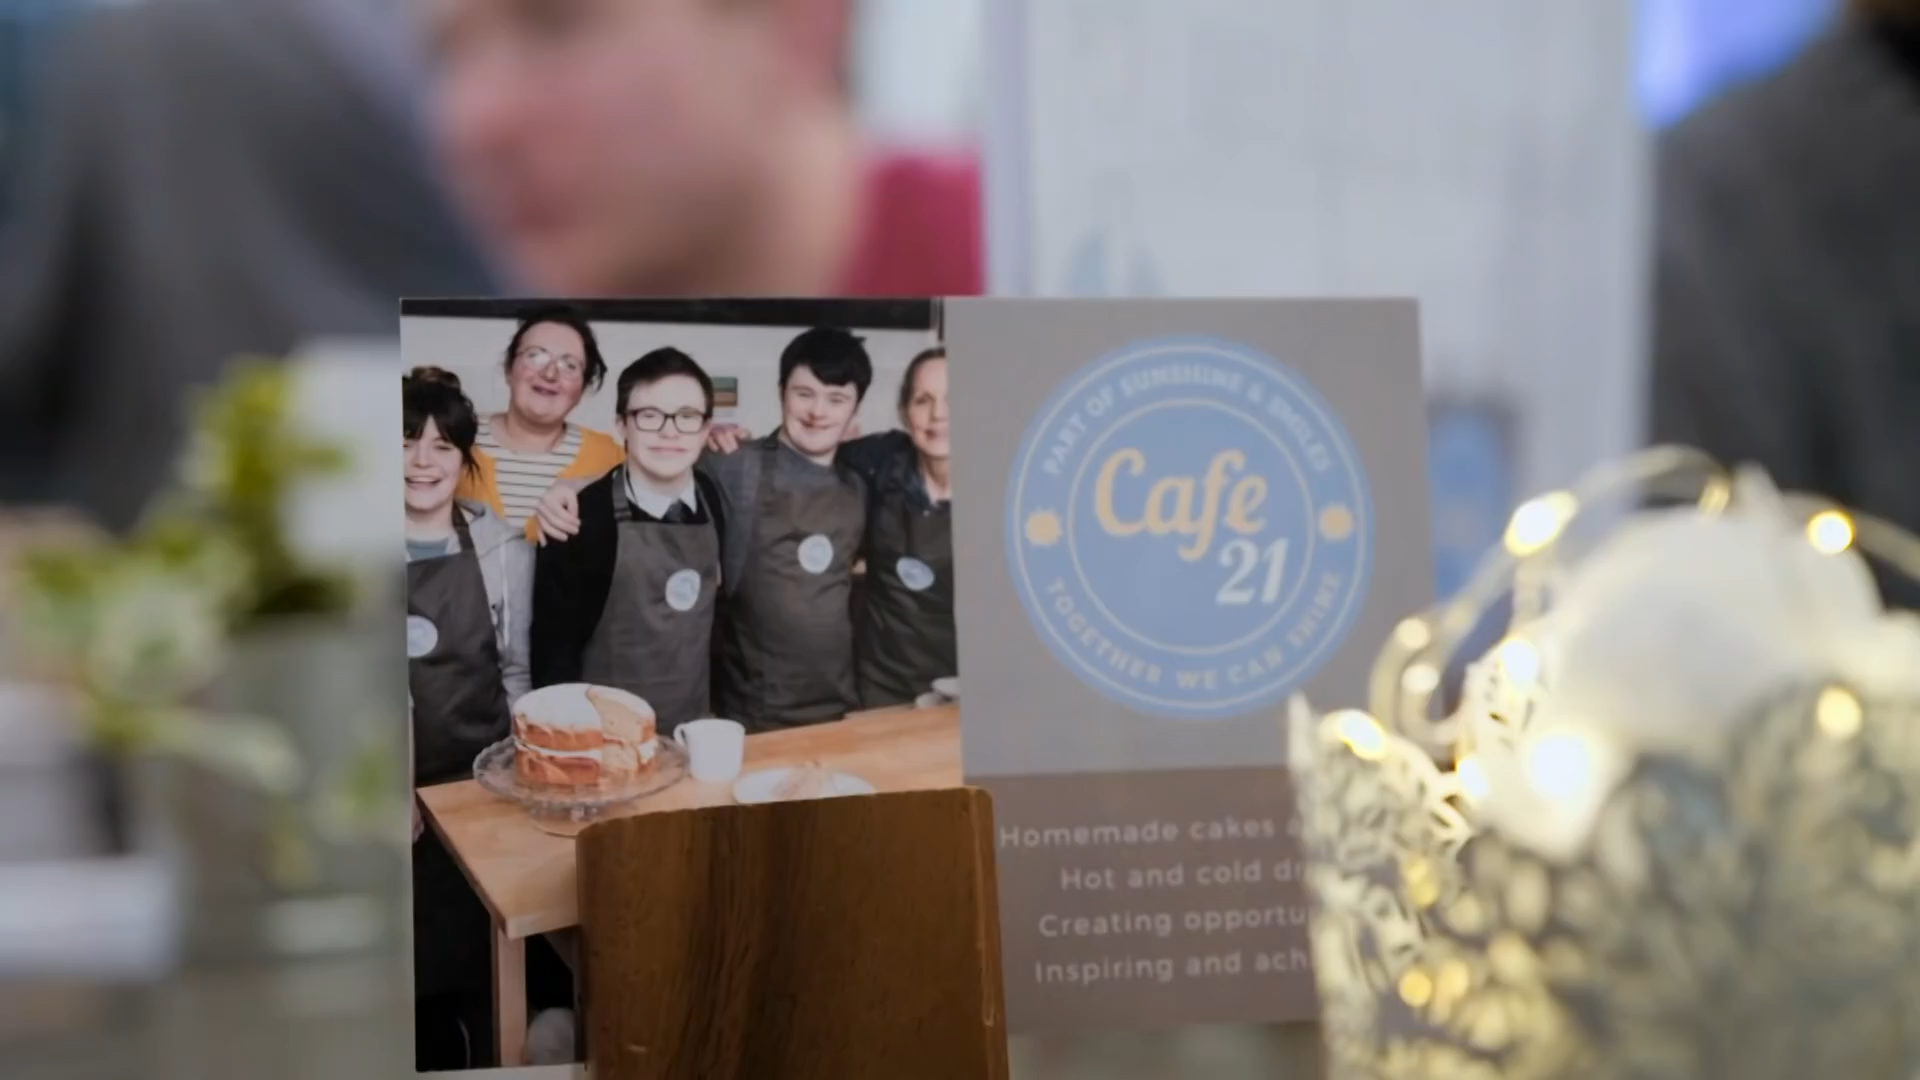 PART OF SUNSHINE & SMILES
Cafe
21
TOGETHER WE CAN SHINE
Homemade cakes
Hot and cold
Creating
Inspiring and